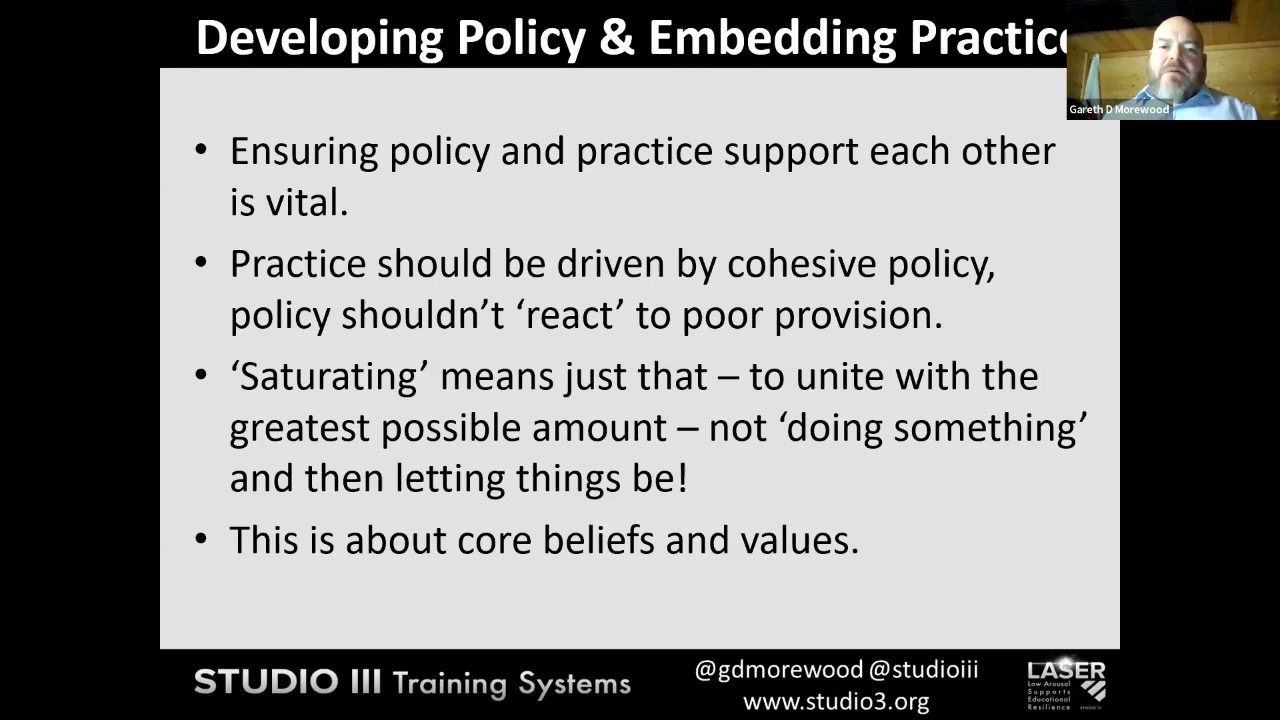 Developing Policy & Embedding Practice
Gareth D Morewood
• Ensuring policy and practice support each other
is vital.
• Practice should be driven by cohesive policy,
policy shouldn’t ‘react’ to poor provision.
• ‘Saturating’ means just that – to unite with the
greatest possible amount – not ‘doing something’
and then letting things be!
• This is about core beliefs and values.
STUDIO III Training Systems
@gdmorewood @studioiii
www.studio3.org
LASER
Low Arousal
Supports
Educational
Resilience
STUDIO III